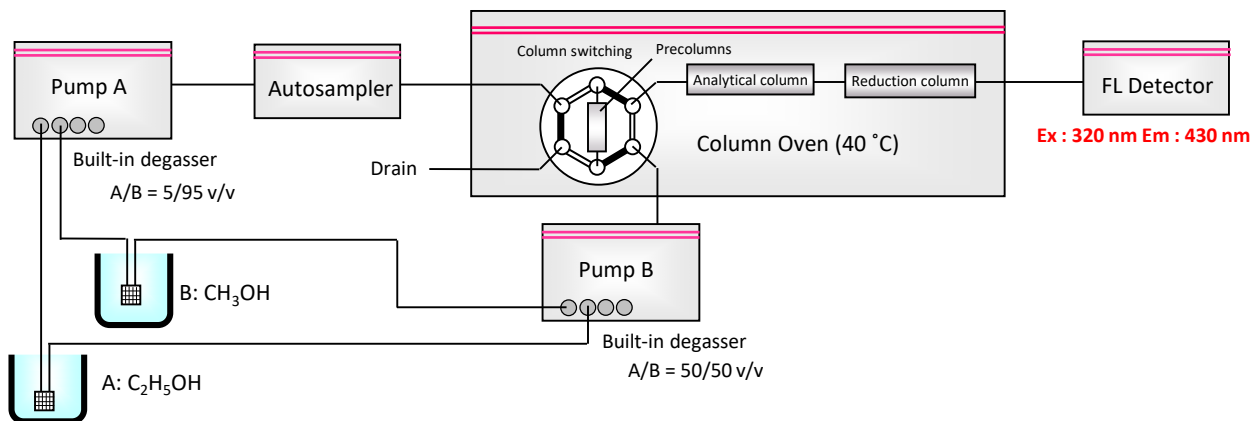 Column switching
Precolumns
Pump A
Autosampler
Analytical column
Reduction column
FL Detector
Ex : 320 nm Em : 430 nm
Column Oven (40 ˚C)
Built-in degasser
A/B = 5/95 v/v
Drain
Pump B
B: CH₃OH
Built-in degasser
A/B = 50/50 v/v
A: C₂H₅OH